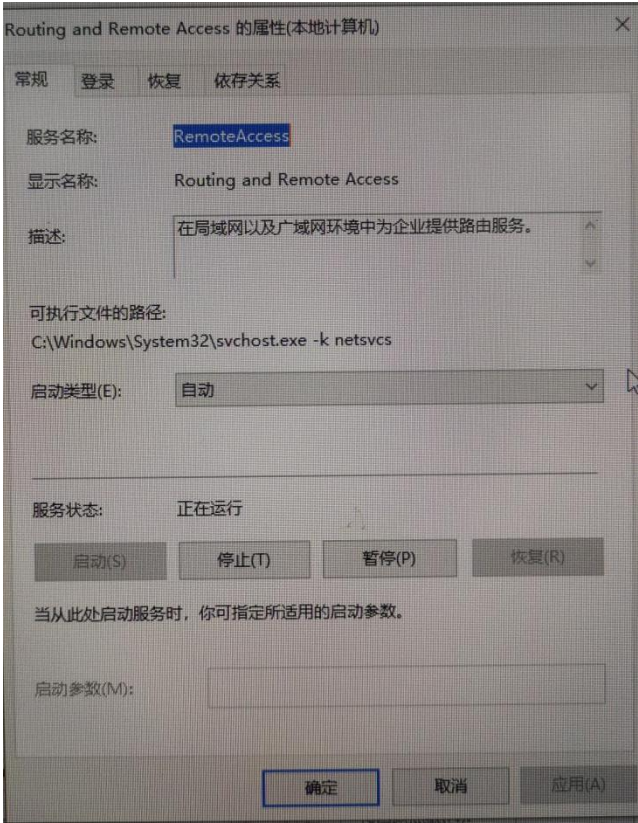 Routing and Remote Access 的属性(本地计算机)
常规 登录 恢复 依存关系
服务名称: RemoteAccess
显示名称: Routing and Remote Access
描述: 在局域网以及广域网环境中为企业提供路由服务。
可执行文件的路径:
C:\Windows\System32\svchost.exe -k netsvcs
启动类型(E): 自动
服务状态: 正在运行
启动(S) 停止(T) 暂停(P) 恢复(R)
当从此处启动服务时，你可指定所适用的启动参数。
启动参数(M):
确定 取消 应用(A)